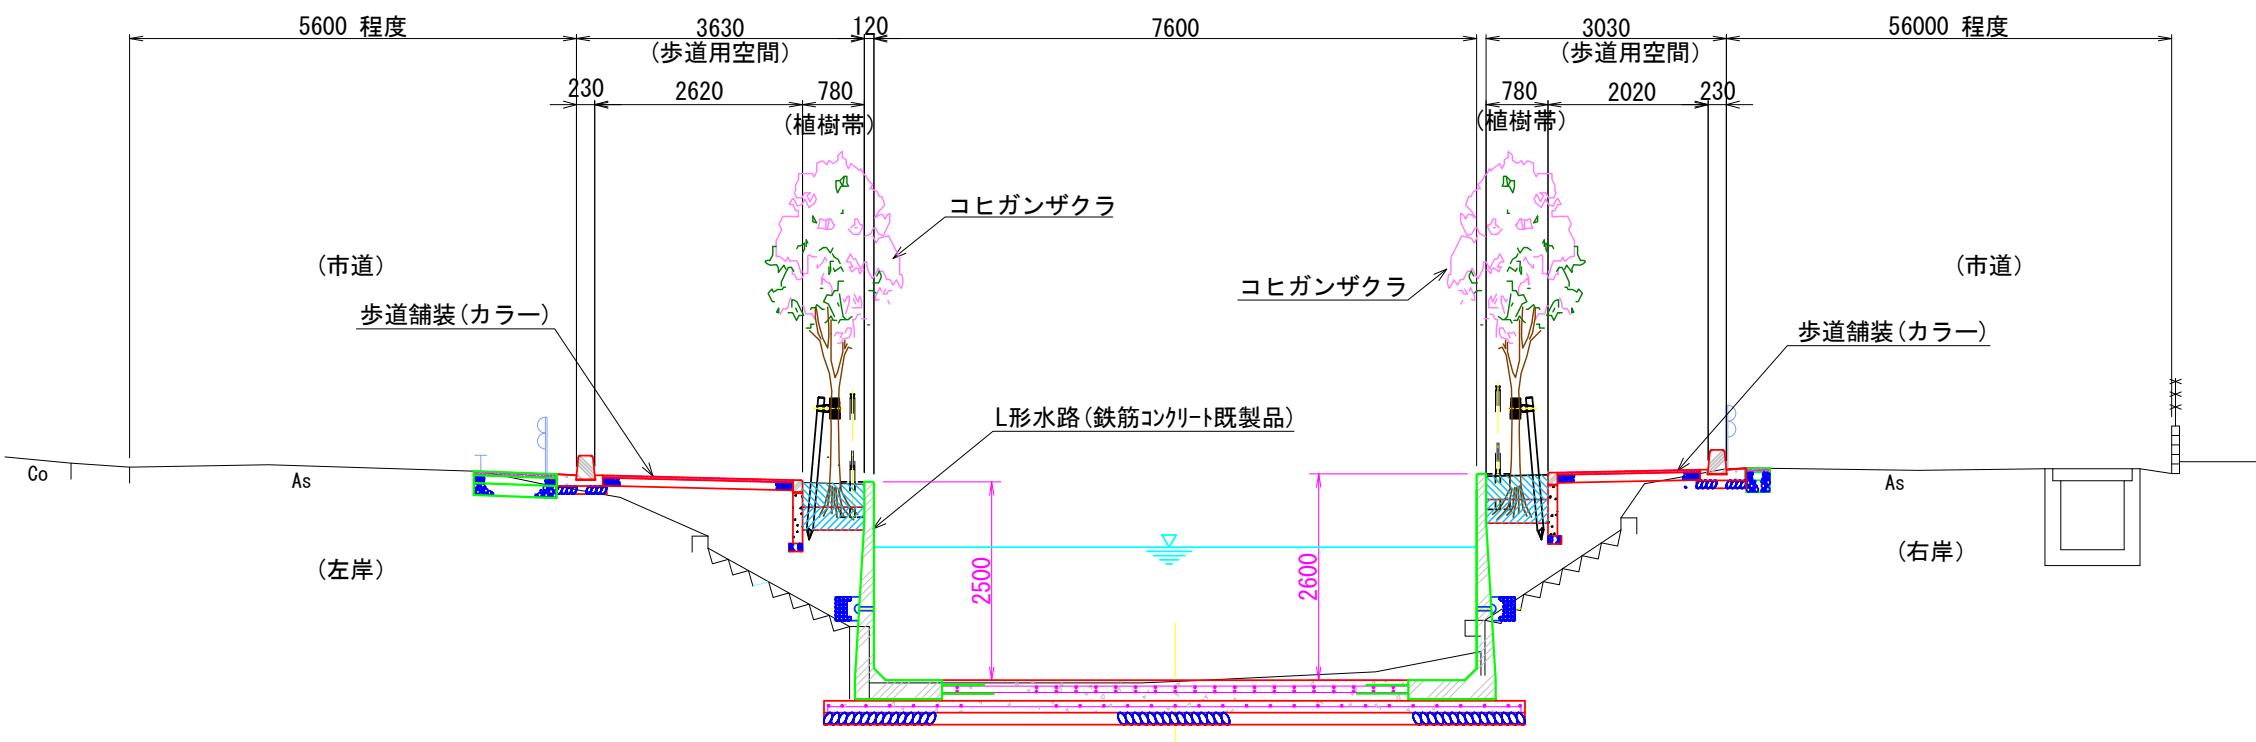 5600 程度
3630
120
7600
3030
56000 程度
(歩道用空間)
(歩道用空間)
230
2620
780
780
2020
230
(植樹帯)
(植樹帯)
コヒガンザクラ
(市道)
コヒガンザクラ
(市道)
歩道舗装(カラー)
歩道舗装(カラー)
L形水路(鉄筋コンクリート既製品)
Co
As
As
(左岸)
2500
2600
(右岸)